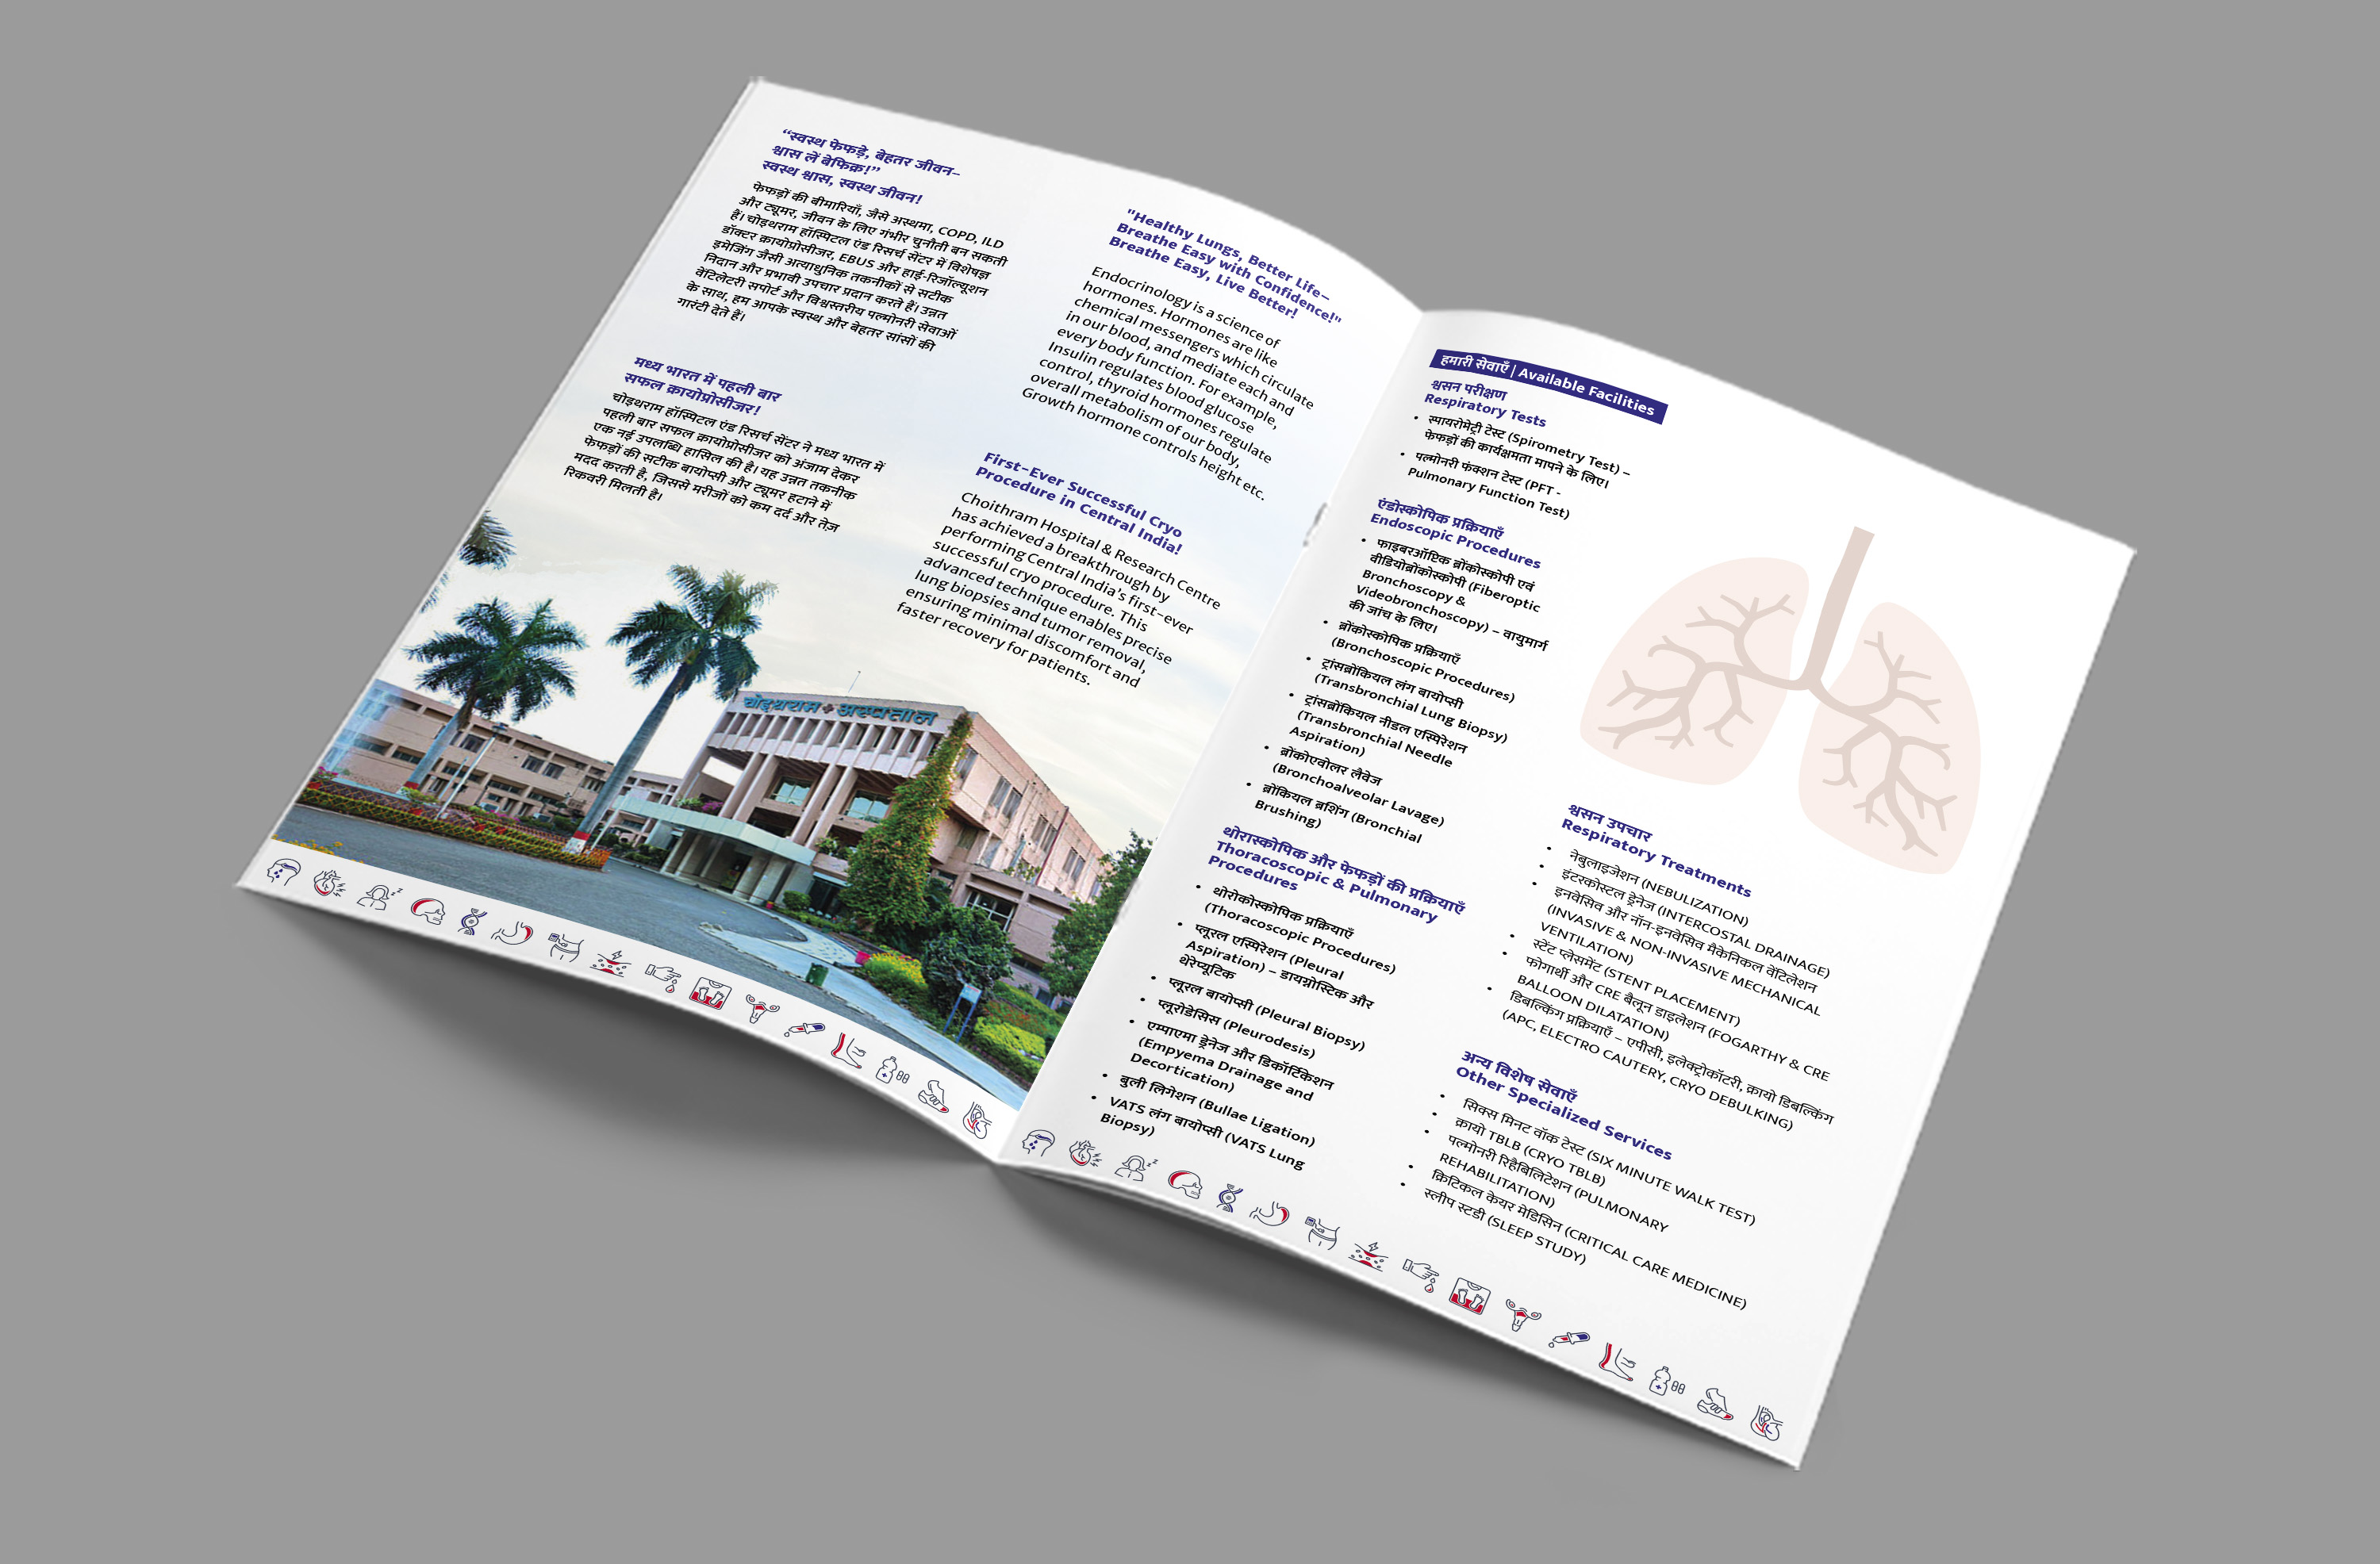 “स्वस्थ फेफड़े, बेहतर जीवन–
श्वास लें बेफिक्र!”
स्वस्थ श्वास, स्वस्थ जीवन!
फेफड़ों की बीमारियाँ, जैसे अस्थमा, COPD, ILD
और ट्यूमर, जीवन के लिए गंभीर चुनौती बन सकती
हैं। चोइथराम हॉस्पिटल एंड रिसर्च सेंटर में विशेषज्ञ
डॉक्टर क्रायोप्रोसीजर, EBUS और हाई-रिजॉल्यूशन
इमेजिंग जैसी अत्याधुनिक तकनीकों से सटीक
निदान और प्रभावी उपचार प्रदान करते हैं। उन्नत
वेंटिलेटरी सपोर्ट और विश्वस्तरीय पल्मोनरी सेवाओं
के साथ, हम आपके स्वस्थ और बेहतर सांसों की
गारंटी देते हैं।
मध्य भारत में पहली बार
सफल क्रायोप्रोसीजर!
चोइथराम हॉस्पिटल एंड रिसर्च सेंटर ने मध्य भारत में
पहली बार सफल क्रायोप्रोसीजर को अंजाम देकर
एक नई उपलब्धि हासिल की है। यह उन्नत तकनीक
फेफड़ों की सटीक बायोप्सी और ट्यूमर हटाने में
मदद करती है, जिससे मरीजों को कम दर्द और तेज़
रिकवरी मिलती है।
"Healthy Lungs, Better Life–
Breathe Easy with Confidence!"
Breathe Easy, Live Better!
Endocrinology is a science of
hormones. Hormones are like
chemical messengers which circulate
in our blood, and mediate each and
every body function. For example,
Insulin regulates blood glucose
control, thyroid hormones regulate
overall metabolism of our body,
Growth hormone controls height etc.
First-Ever Successful Cryo
Procedure in Central India!
Choithram Hospital & Research Centre
has achieved a breakthrough by
performing Central India's first-ever
successful cryo procedure. This
advanced technique enables precise
lung biopsies and tumor removal,
ensuring minimal discomfort and
faster recovery for patients.
चोइथराम + अस्पताल
हमारी सेवाएँ | Available Facilities
श्वसन परीक्षण
Respiratory Tests
• स्पायरोमेट्री टेस्ट (Spirometry Test) –
फेफड़ों की कार्यक्षमता मापने के लिए।
• पल्मोनरी फंक्शन टेस्ट (PFT -
Pulmonary Function Test)
एंडोस्कोपिक प्रक्रियाएँ
Endoscopic Procedures
• फाइबरऑप्टिक ब्रोंकोस्कोपी एवं
वीडियोब्रोंकोस्कोपी (Fiberoptic
Bronchoscopy &
Videobronchoscopy) – वायुमार्ग
की जांच के लिए।
• ब्रोंकोस्कोपिक प्रक्रियाएँ
(Bronchoscopic Procedures)
• ट्रांसब्रोंकियल लंग बायोप्सी
(Transbronchial Lung Biopsy)
• ट्रांसब्रोंकियल नीडल एस्पिरेशन
(Transbronchial Needle
Aspiration)
• ब्रोंकोएवोलर लैवेज
(Bronchoalveolar Lavage)
• ब्रोंकियल ब्रशिंग (Bronchial
Brushing)
थोरास्कोपिक और फेफड़ों की प्रक्रियाएँ
Thoracoscopic & Pulmonary
Procedures
• थोरोकोस्कोपिक प्रक्रियाएँ
(Thoracoscopic Procedures)
• प्लूरल एस्पिरेशन (Pleural
Aspiration) – डायग्नोस्टिक और
थेरेप्यूटिक
• प्लूरल बायोप्सी (Pleural Biopsy)
• प्लूरोडेसिस (Pleurodesis)
• एम्पाएमा ड्रेनेज और डिकॉर्टिकेशन
(Empyema Drainage and
Decortication)
• बुली लिगेशन (Bullae Ligation)
• VATS लंग बायोप्सी (VATS Lung
Biopsy)
श्वसन उपचार
Respiratory Treatments
• नेबुलाइजेशन (NEBULIZATION)
• इंटरकोस्टल ड्रेनेज (INTERCOSTAL DRAINAGE)
• इनवेसिव और नॉन-इनवेसिव मैकेनिकल वेंटिलेशन
(INVASIVE & NON-INVASIVE MECHANICAL
VENTILATION)
• स्टेंट प्लेसमेंट (STENT PLACEMENT)
• फोगार्थी और CRE बैलून डाइलेशन (FOGARTHY & CRE
BALLOON DILATATION)
• डिबल्किंग प्रक्रियाएँ – एपीसी, इलेक्ट्रोकॉटरी, क्रायो डिबल्किंग
(APC, ELECTRO CAUTERY, CRYO DEBULKING)
अन्य विशेष सेवाएँ
Other Specialized Services
• सिक्स मिनट वॉक टेस्ट (SIX MINUTE WALK TEST)
• क्रायो TBLB (CRYO TBLB)
• पल्मोनरी रिहैबिलिटेशन (PULMONARY
REHABILITATION)
• क्रिटिकल केयर मेडिसिन (CRITICAL CARE MEDICINE)
• स्लीप स्टडी (SLEEP STUDY)